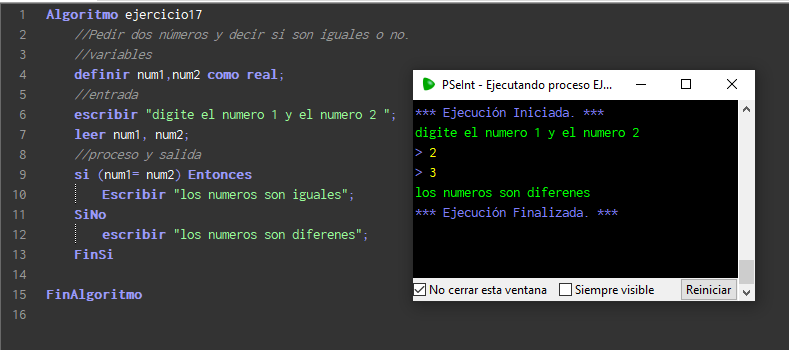 1 Algoritmo ejercicio17
2 //Pedir dos números y decir si son iguales o no.
3 //variables
4 definir num1,num2 como real;
5 //entrada
6 escribir "digite el numero 1 y el numero 2 ";
7 leer num1, num2;
8 //proceso y salida
9 si (num1= num2) Entonces
10 Escribir "los numeros son iguales";
11 SiNo
12 escribir "los numeros son diferenes";
13 FinSi
14
15 FinAlgoritmo
16
PSeInt - Ejecutando proceso EJ...
*** Ejecución Iniciada. ***
digite el numero 1 y el numero 2
> 2
> 3
los numeros son diferenes
*** Ejecución Finalizada. ***
No cerrar esta ventana Siempre visible Reiniciar